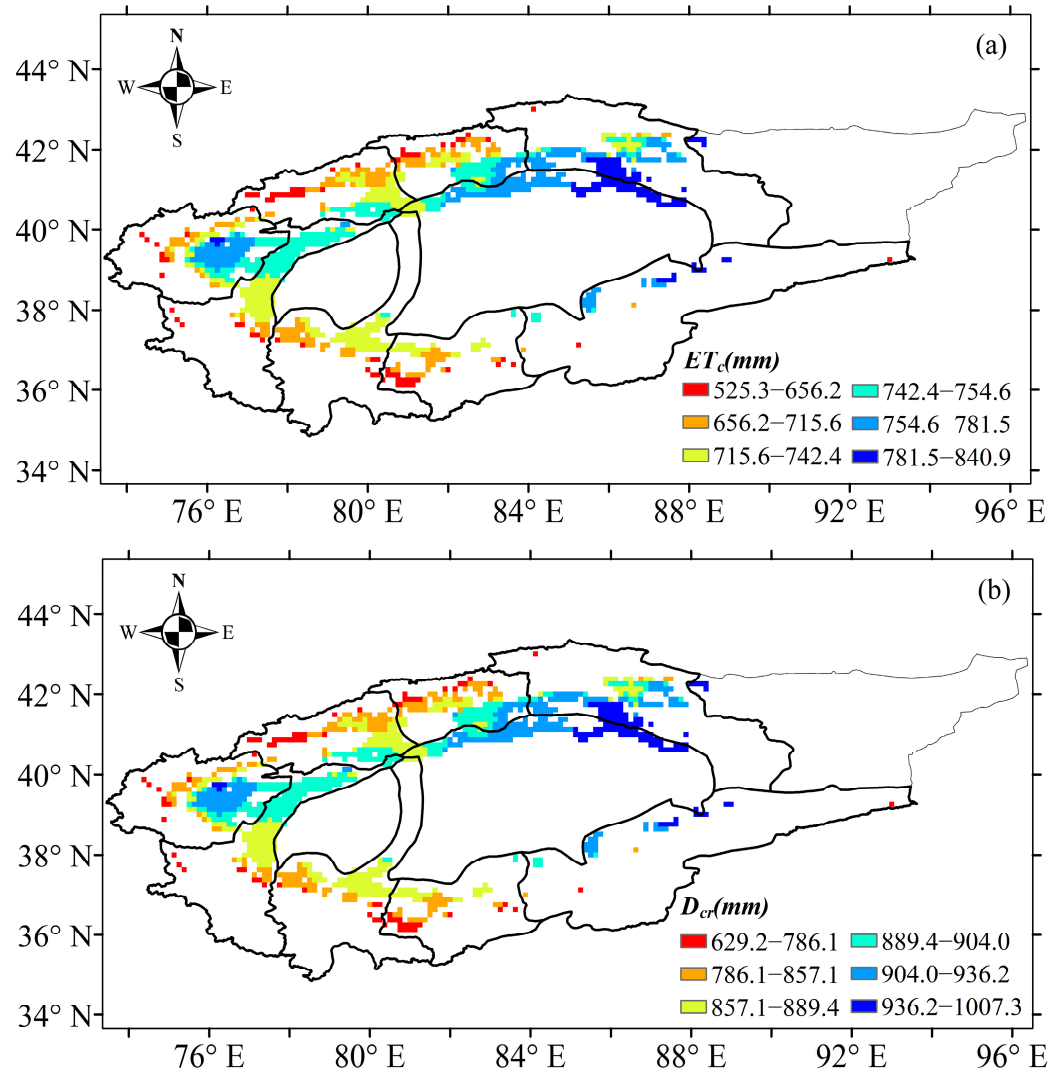 (a)
N
W E
S
44° N
42° N
40° N
38° N
36° N
34° N
ET_c(mm)
525.3−656.2 742.4−754.6
656.2−715.6 754.6 781.5
715.6−742.4 781.5−840.9
76° E 80° E 84° E 88° E 92° E 96° E
(b)
N
W E
S
44° N
42° N
40° N
38° N
36° N
34° N
D_cr(mm)
629.2−786.1 889.4−904.0
786.1−857.1 904.0−936.2
857.1−889.4 936.2−1007.3
76° E 80° E 84° E 88° E 92° E 96° E